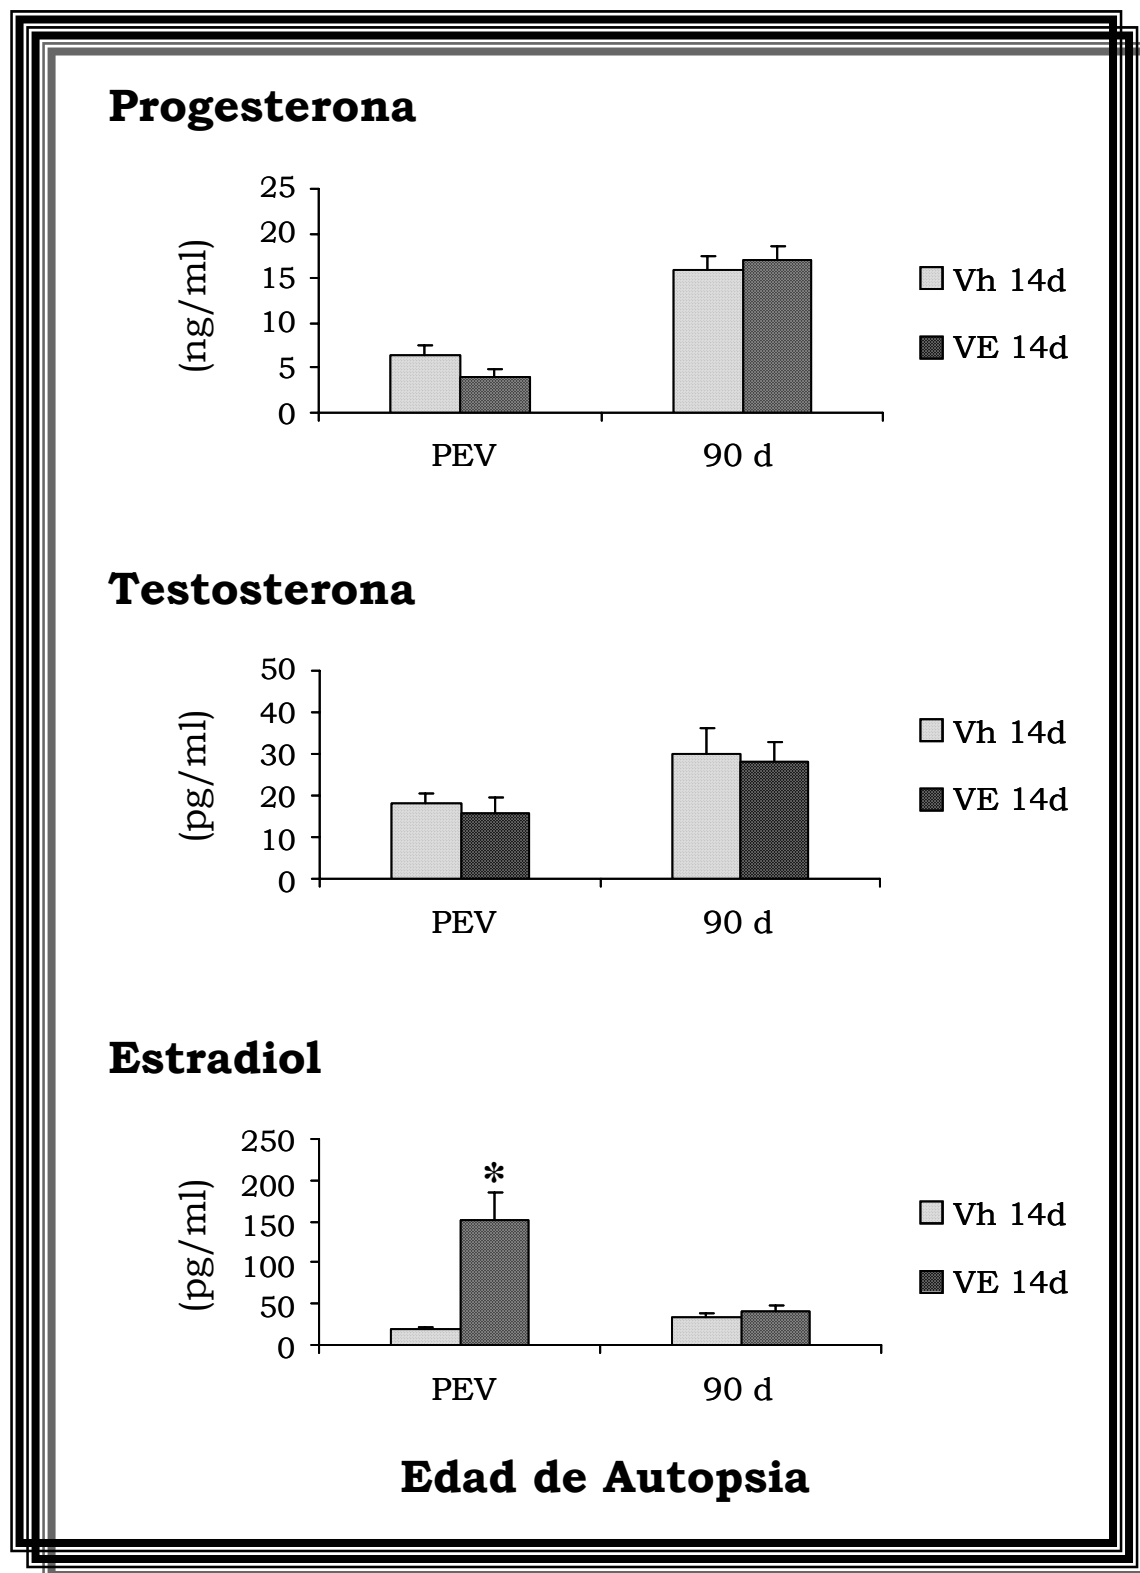 Progesterona
25
20
15
10
5
0
(ng/ml)
PEV
90 d
Vh 14d
VE 14d
Testosterona
50
40
30
20
10
0
(pg/ml)
PEV
90 d
Vh 14d
VE 14d
Estradiol
250
200
150
100
50
0
(pg/ml)
*
PEV
90 d
Vh 14d
VE 14d
Edad de Autopsia